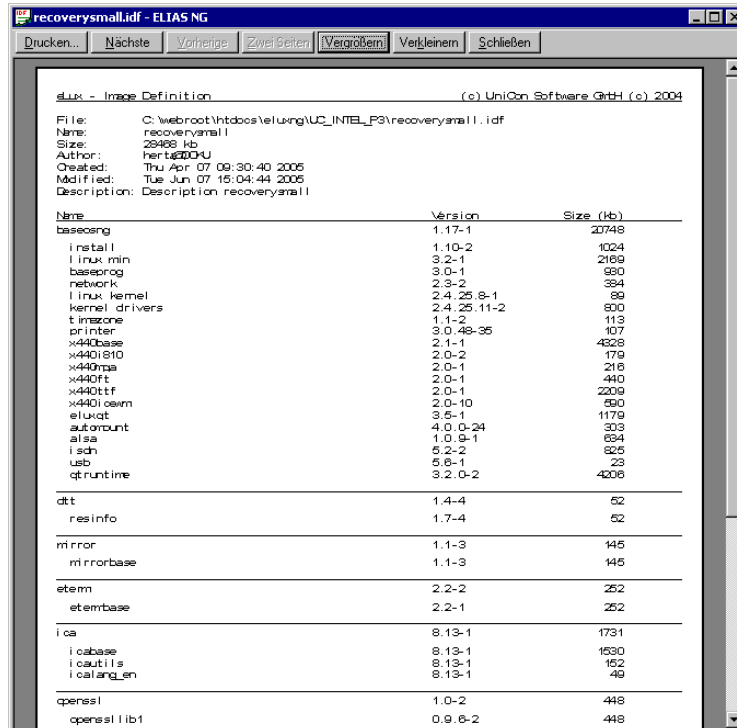 recoverysmall.idf - ELIAS NG
Drucken... Nächste Vorherige Zwei Seiten Vergrößern Verkleinern Schließen
eLux - Image Definition (c) UniCon Software GmbH (c) 2004
File: C:\webroot\htdocs\eluxng\UC_INTEL_P3\recoverysmall.idf
Name: recoverysmall
Size: 28468 kb
Author:
Created: Thu Apr 07 09:30:40 2005
Modified: Tue Jun 07 15:04:44 2005
Description: Description recoverysmall
Name Version Size (kb)
baseosng 1.17-1 20748
install 1.10-2 1024
linux min 3.2-1 2169
baseprog 3.0-1 930
network 2.3-2 384
linux kernel 2.4.25.8-1 89
kernel drivers 2.4.25.11-2 800
timezone 1.1-2 113
printer 3.0.48-35 107
x440base 2.1-1 4328
x440i810 2.0-2 179
x440mga 2.0-1 216
x440ft 2.0-1 440
x440ttf 2.0-1 2209
x440icewm 2.0-10 590
eluxqt 3.5-1 1179
automount 4.0.0-24 303
alsa 1.0.9-1 634
isdn 5.2-2 825
usb 5.6-1 23
qtruntime 3.2.0-2 4206
dtt 1.4-4 52
resinfo 1.7-4 52
mirror 1.1-3 145
mirrorbase 1.1-3 145
eterm 2.2-2 252
etermbase 2.2-1 252
ica 8.13-1 1731
icabase 8.13-1 1530
icautils 8.13-1 152
icalang_en 8.13-1 49
openssl 1.0-2 448
openssllib1 0.9.6-2 448